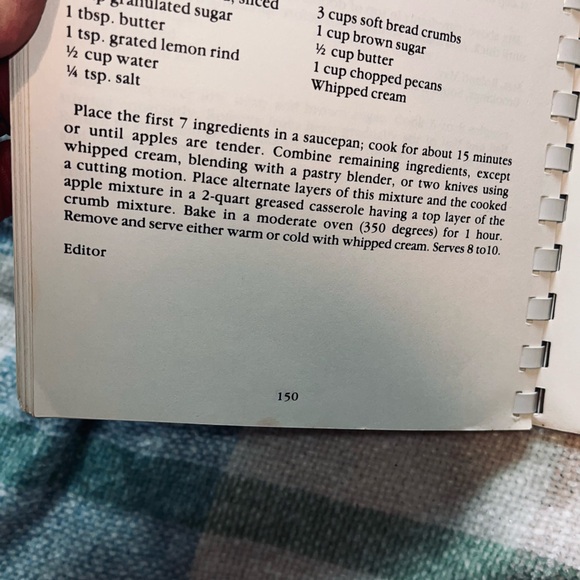 sliced
granulated sugar
1 tbsp. butter
1 tsp. grated lemon rind
½ cup water
¼ tsp. salt
3 cups soft bread crumbs
1 cup brown sugar
½ cup butter
1 cup chopped pecans
Whipped cream
Place the first 7 ingredients in a saucepan; cook for about 15 minutes
or until apples are tender. Combine remaining ingredients, except
whipped cream, blending with a pastry blender, or two knives using
a cutting motion. Place alternate layers of this mixture and the cooked
apple mixture in a 2-quart greased casserole having a top layer of the
crumb mixture. Bake in a moderate oven (350 degrees) for 1 hour.
Remove and serve either warm or cold with whipped cream. Serves 8 to10.
Editor
150